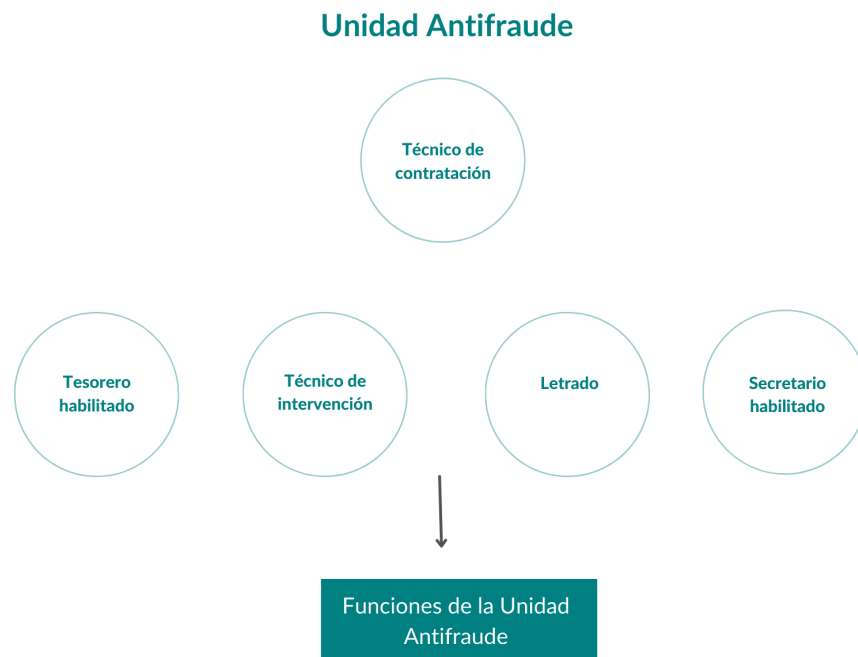 Unidad Antifraude
Técnico de
contratación
Tesorero
habilitado
Técnico de
intervención
Letrado
Secretario
habilitado
Funciones de la Unidad
Antifraude